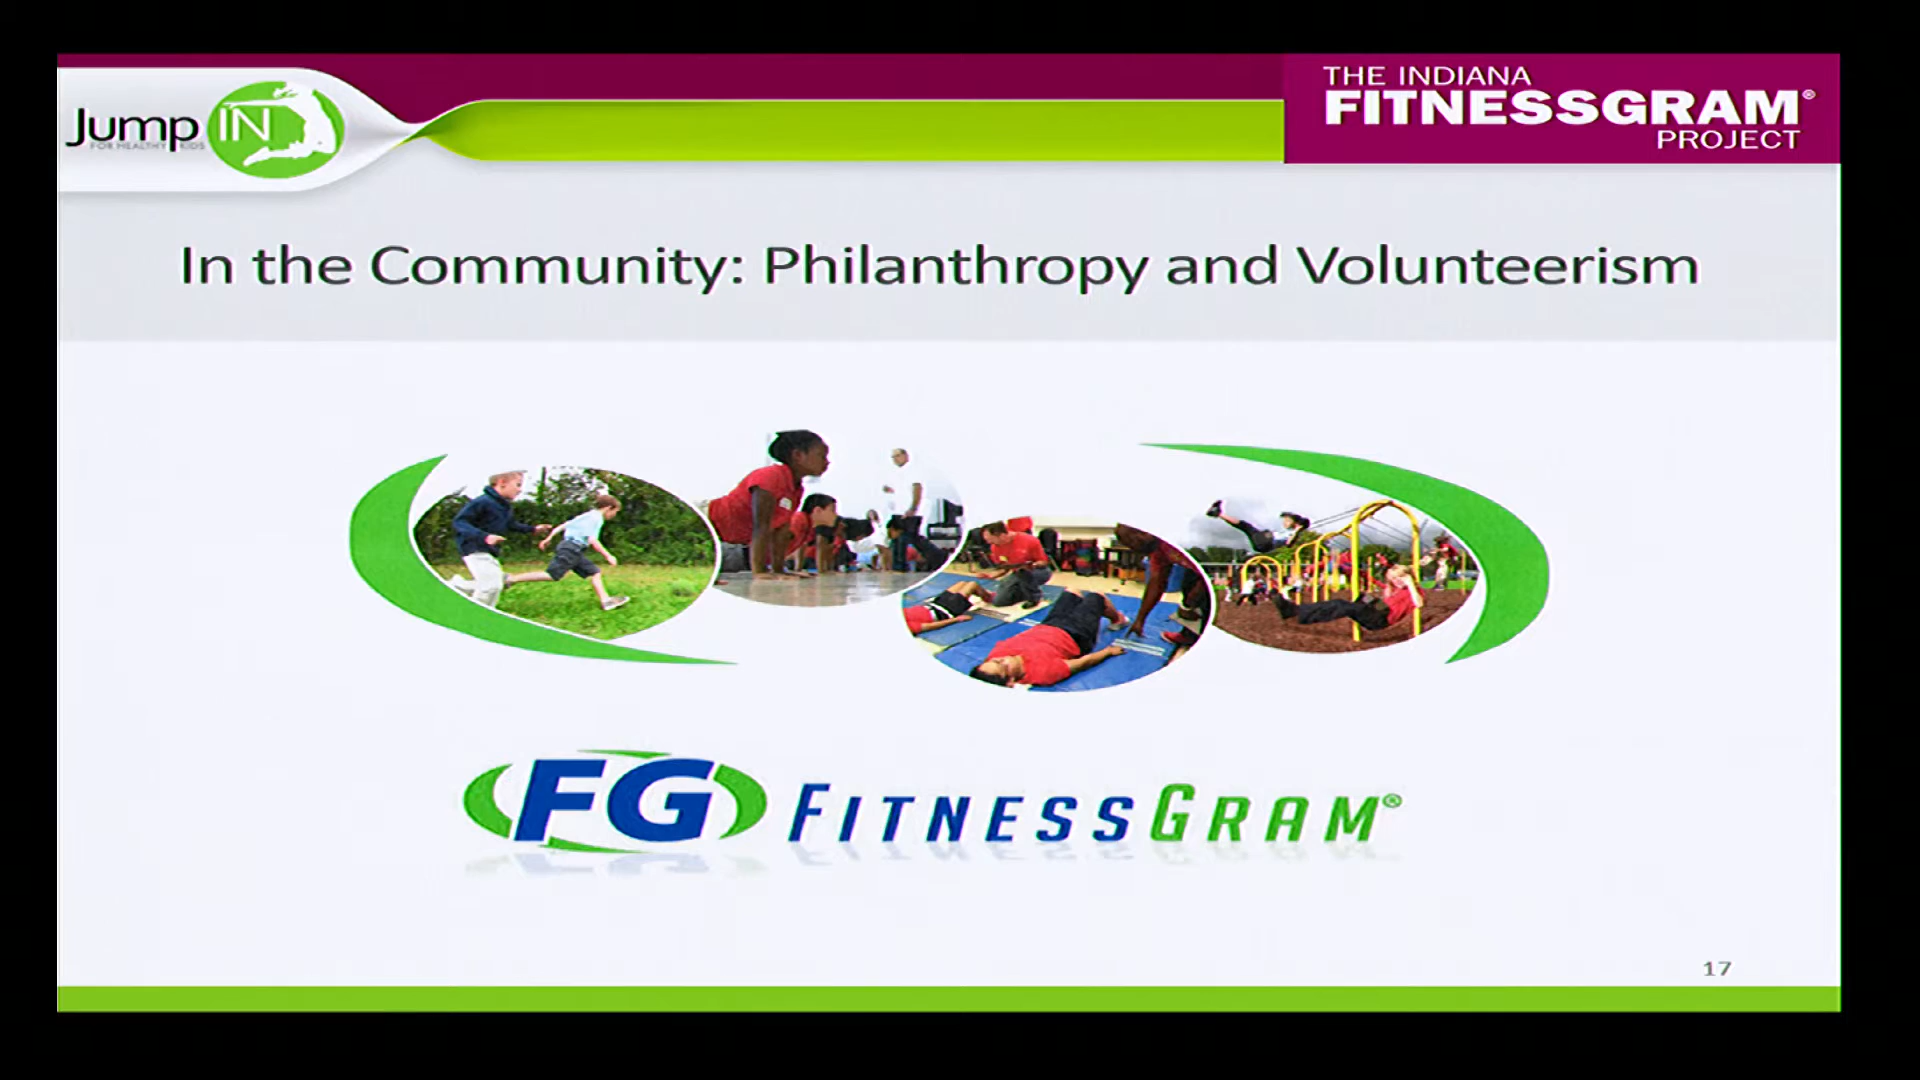 Jump IN
FOR HEALTHY KIDS
THE INDIANA
FITNESSGRAM®
PROJECT
In the Community: Philanthropy and Volunteerism
FG FITNESSGRAM®
17